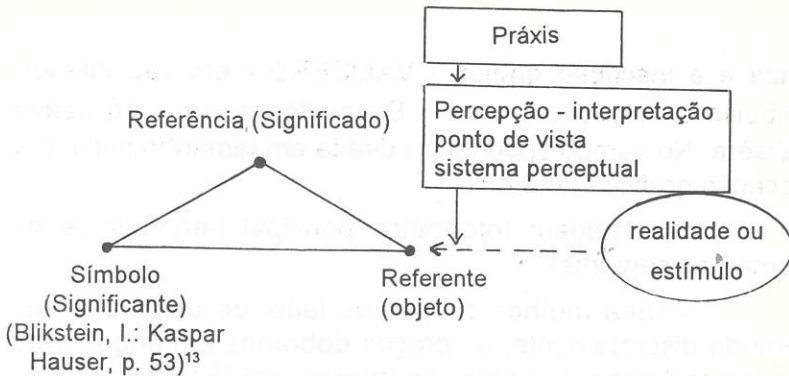 Práxis
Percepção - interpretação
ponto de vista
sistema perceptual
Referência (Significado)
realidade ou
estímulo
Símbolo
(Significante)
Referente
(objeto)
(Blikstein, I.: Kaspar
Hauser, p. 53)¹³